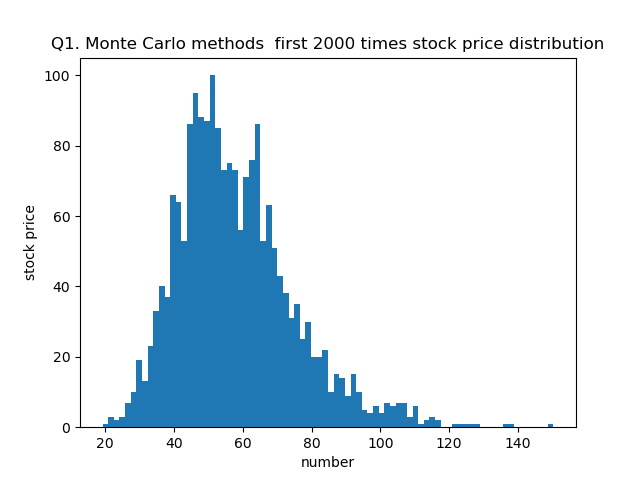 Q1. Monte Carlo methods  first 2000 times stock price distribution
100
80
60
40
20
0
stock price
20 40 60 80 100 120 140
number